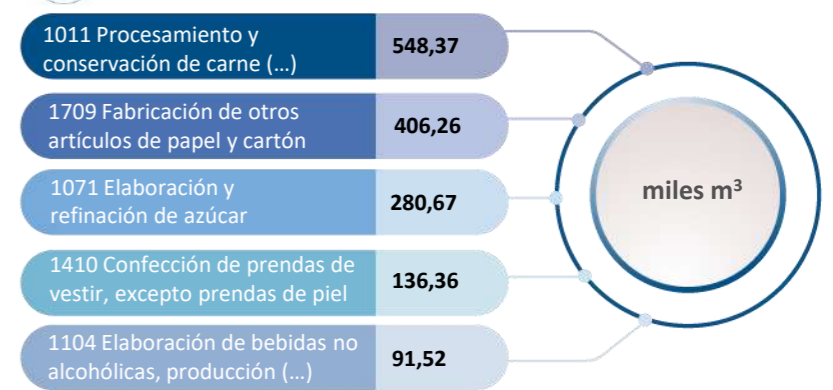 1011 Procesamiento y
conservación de carne (...)
548,37
1709 Fabricación de otros
artículos de papel y cartón
406,26
1071 Elaboración y
refinación de azúcar
280,67
1410 Confección de prendas de
vestir, excepto prendas de piel
136,36
1104 Elaboración de bebidas no
alcohólicas, producción (...)
91,52
miles m³